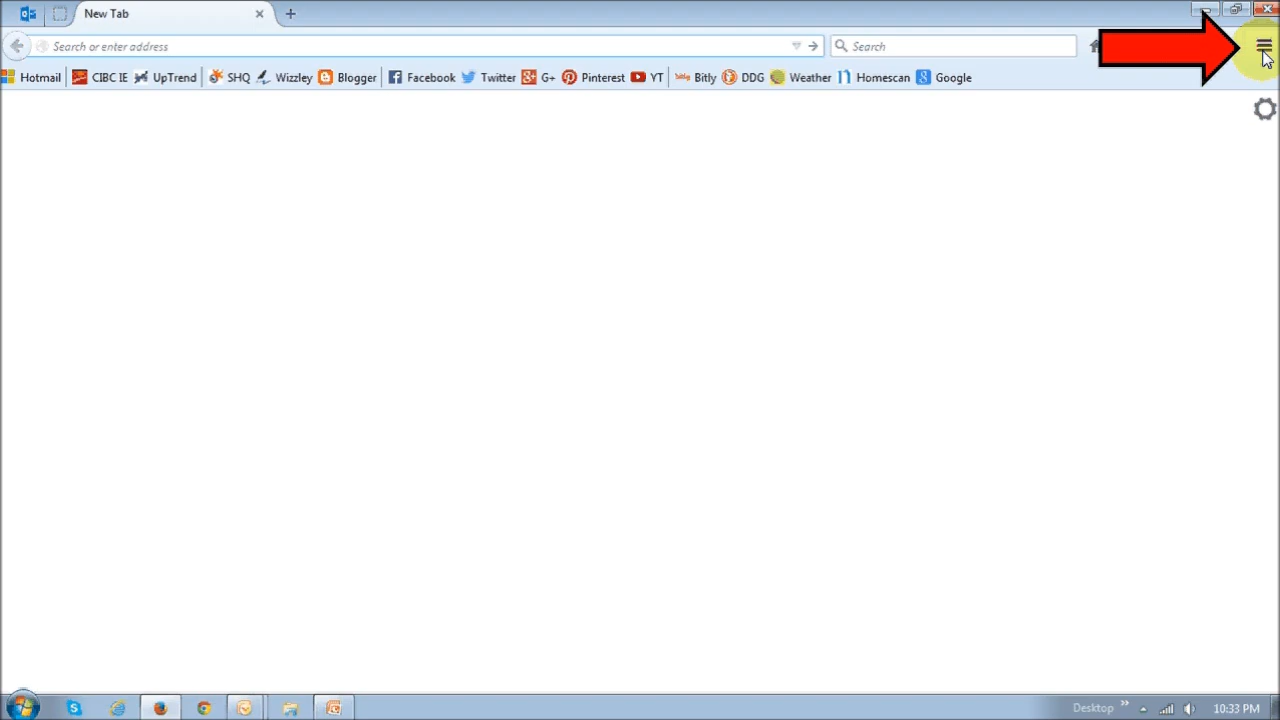 New Tab
Search or enter address
Search
Hotmail CIBC IE UpTrend SHQ Wizzley Blogger Facebook Twitter G+ Pinterest YT Bitly DDG Weather Homescan Google
Desktop
10:33 PM